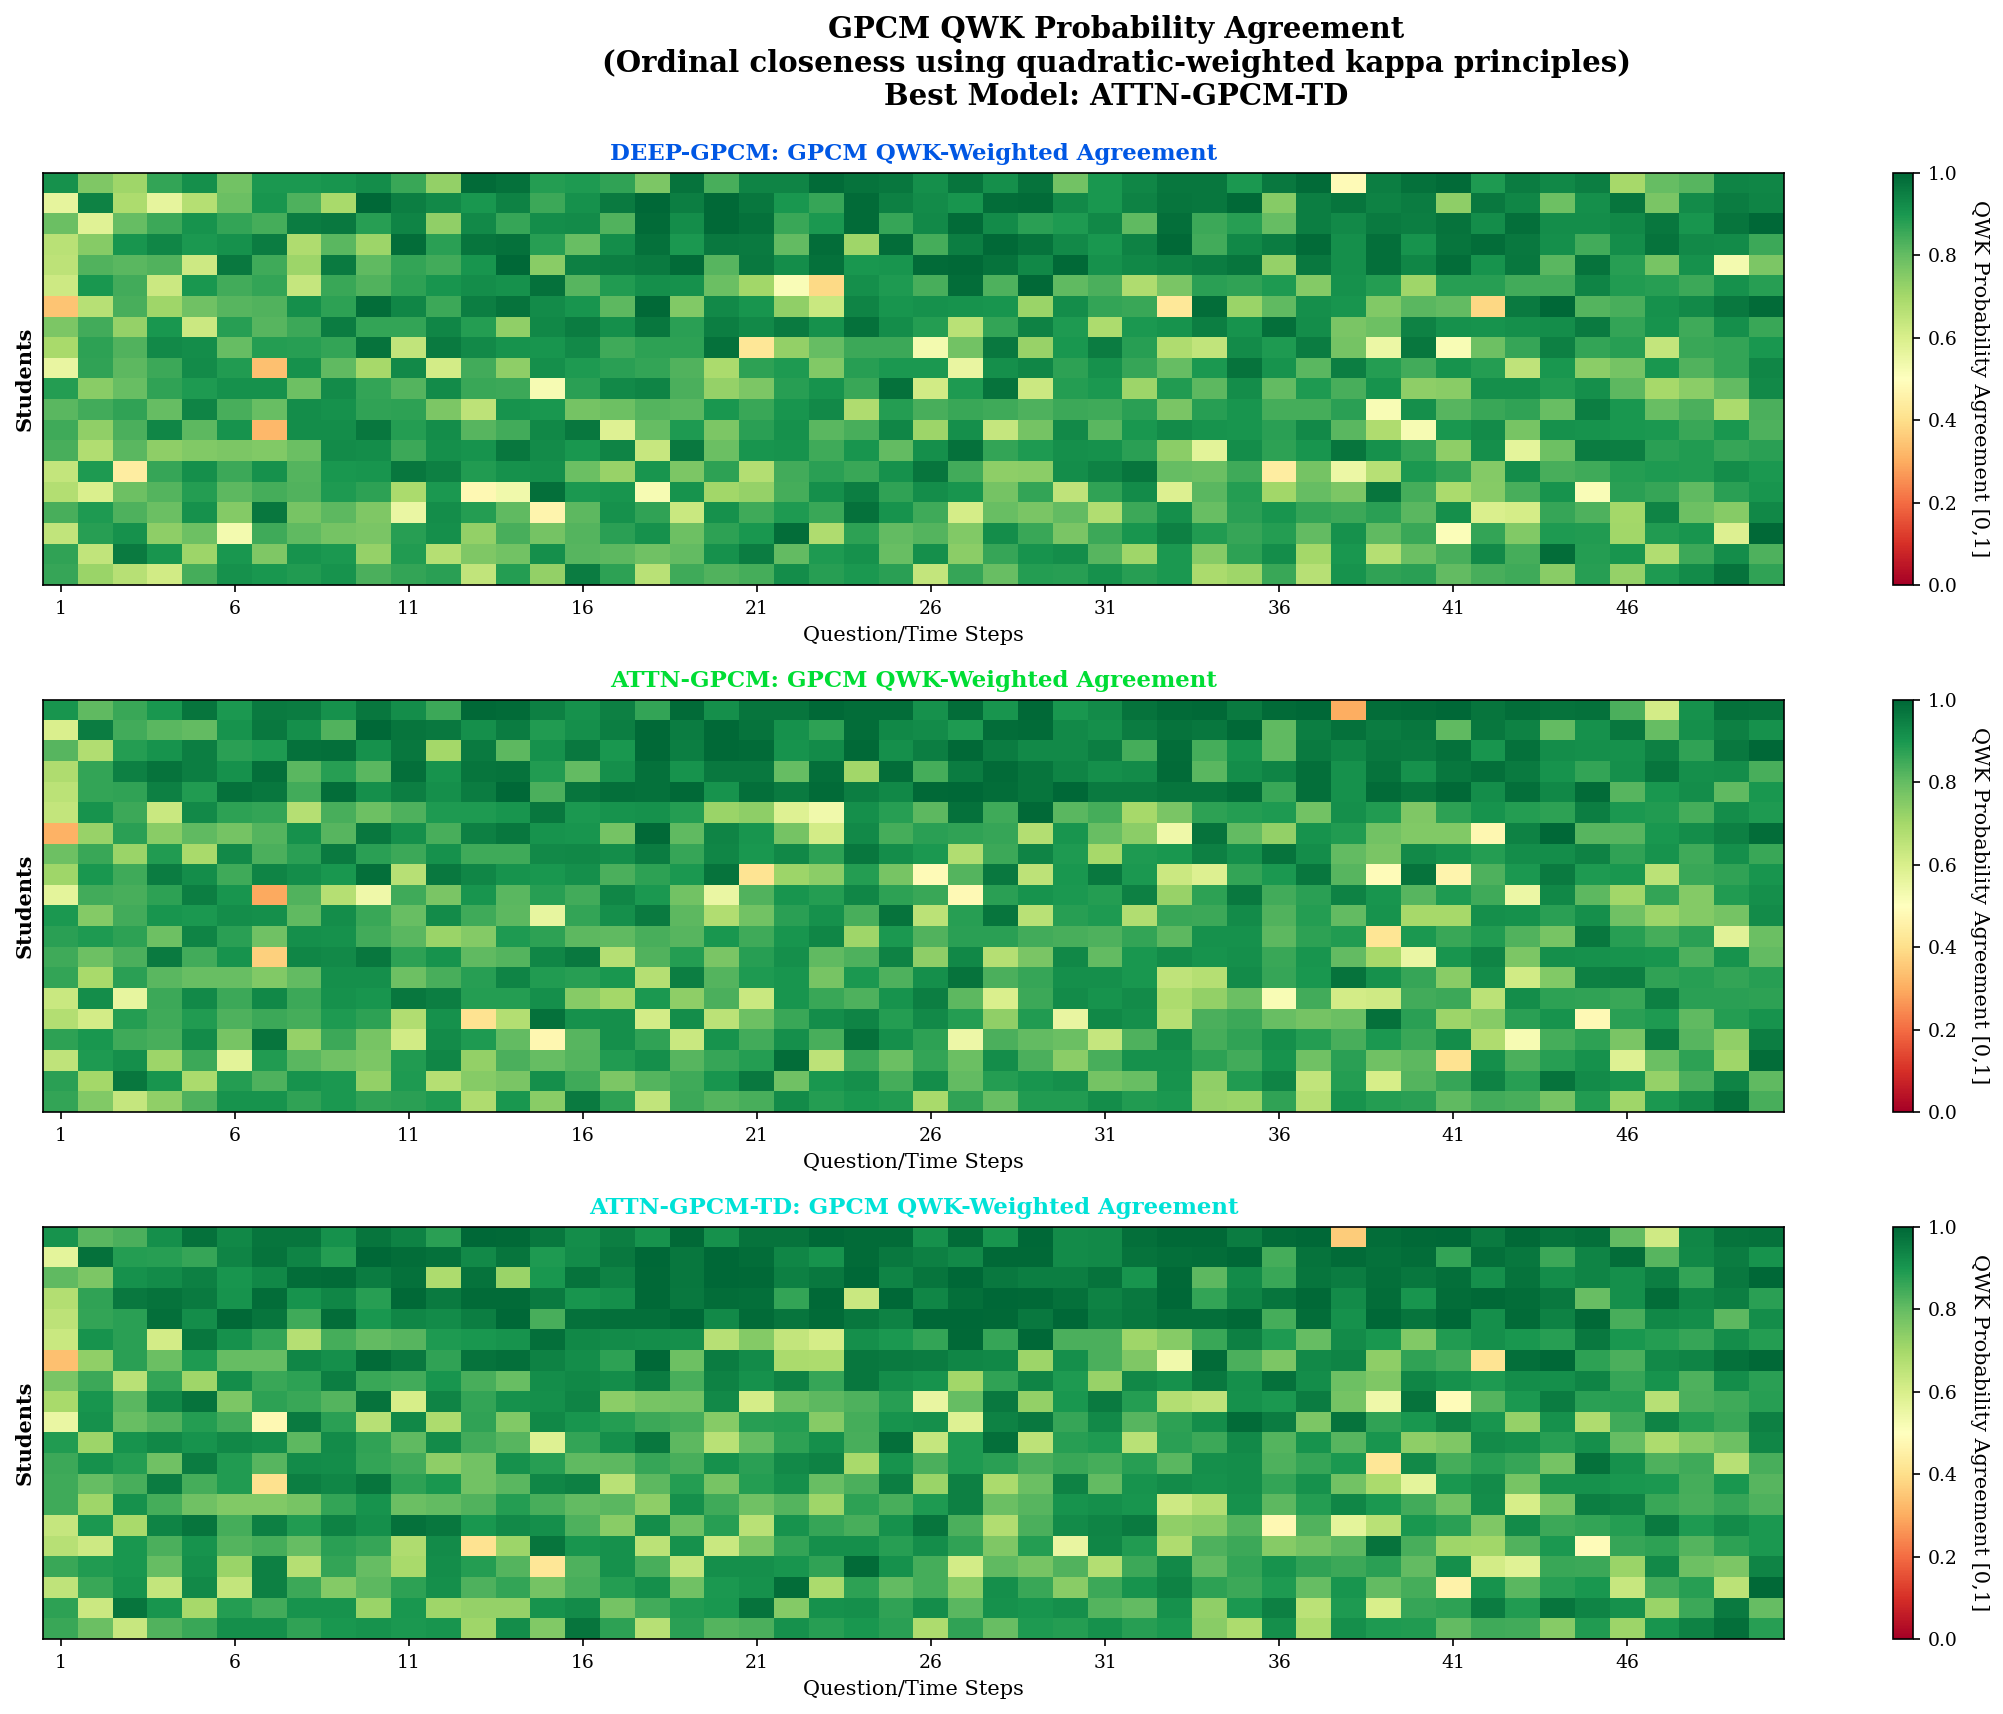 GPCM QWK Probability Agreement
(Ordinal closeness using quadratic-weighted kappa principles)
Best Model: ATTN-GPCM-TD
DEEP-GPCM: GPCM QWK-Weighted Agreement
Students
1 6 11 16 21 26 31 36 41 46
Question/Time Steps
1.0
0.8
0.6
0.4
0.2
0.0
QWK Probability Agreement [0,1]
ATTN-GPCM: GPCM QWK-Weighted Agreement
Students
1 6 11 16 21 26 31 36 41 46
Question/Time Steps
1.0
0.8
0.6
0.4
0.2
0.0
QWK Probability Agreement [0,1]
ATTN-GPCM-TD: GPCM QWK-Weighted Agreement
Students
1 6 11 16 21 26 31 36 41 46
Question/Time Steps
1.0
0.8
0.6
0.4
0.2
0.0
QWK Probability Agreement [0,1]